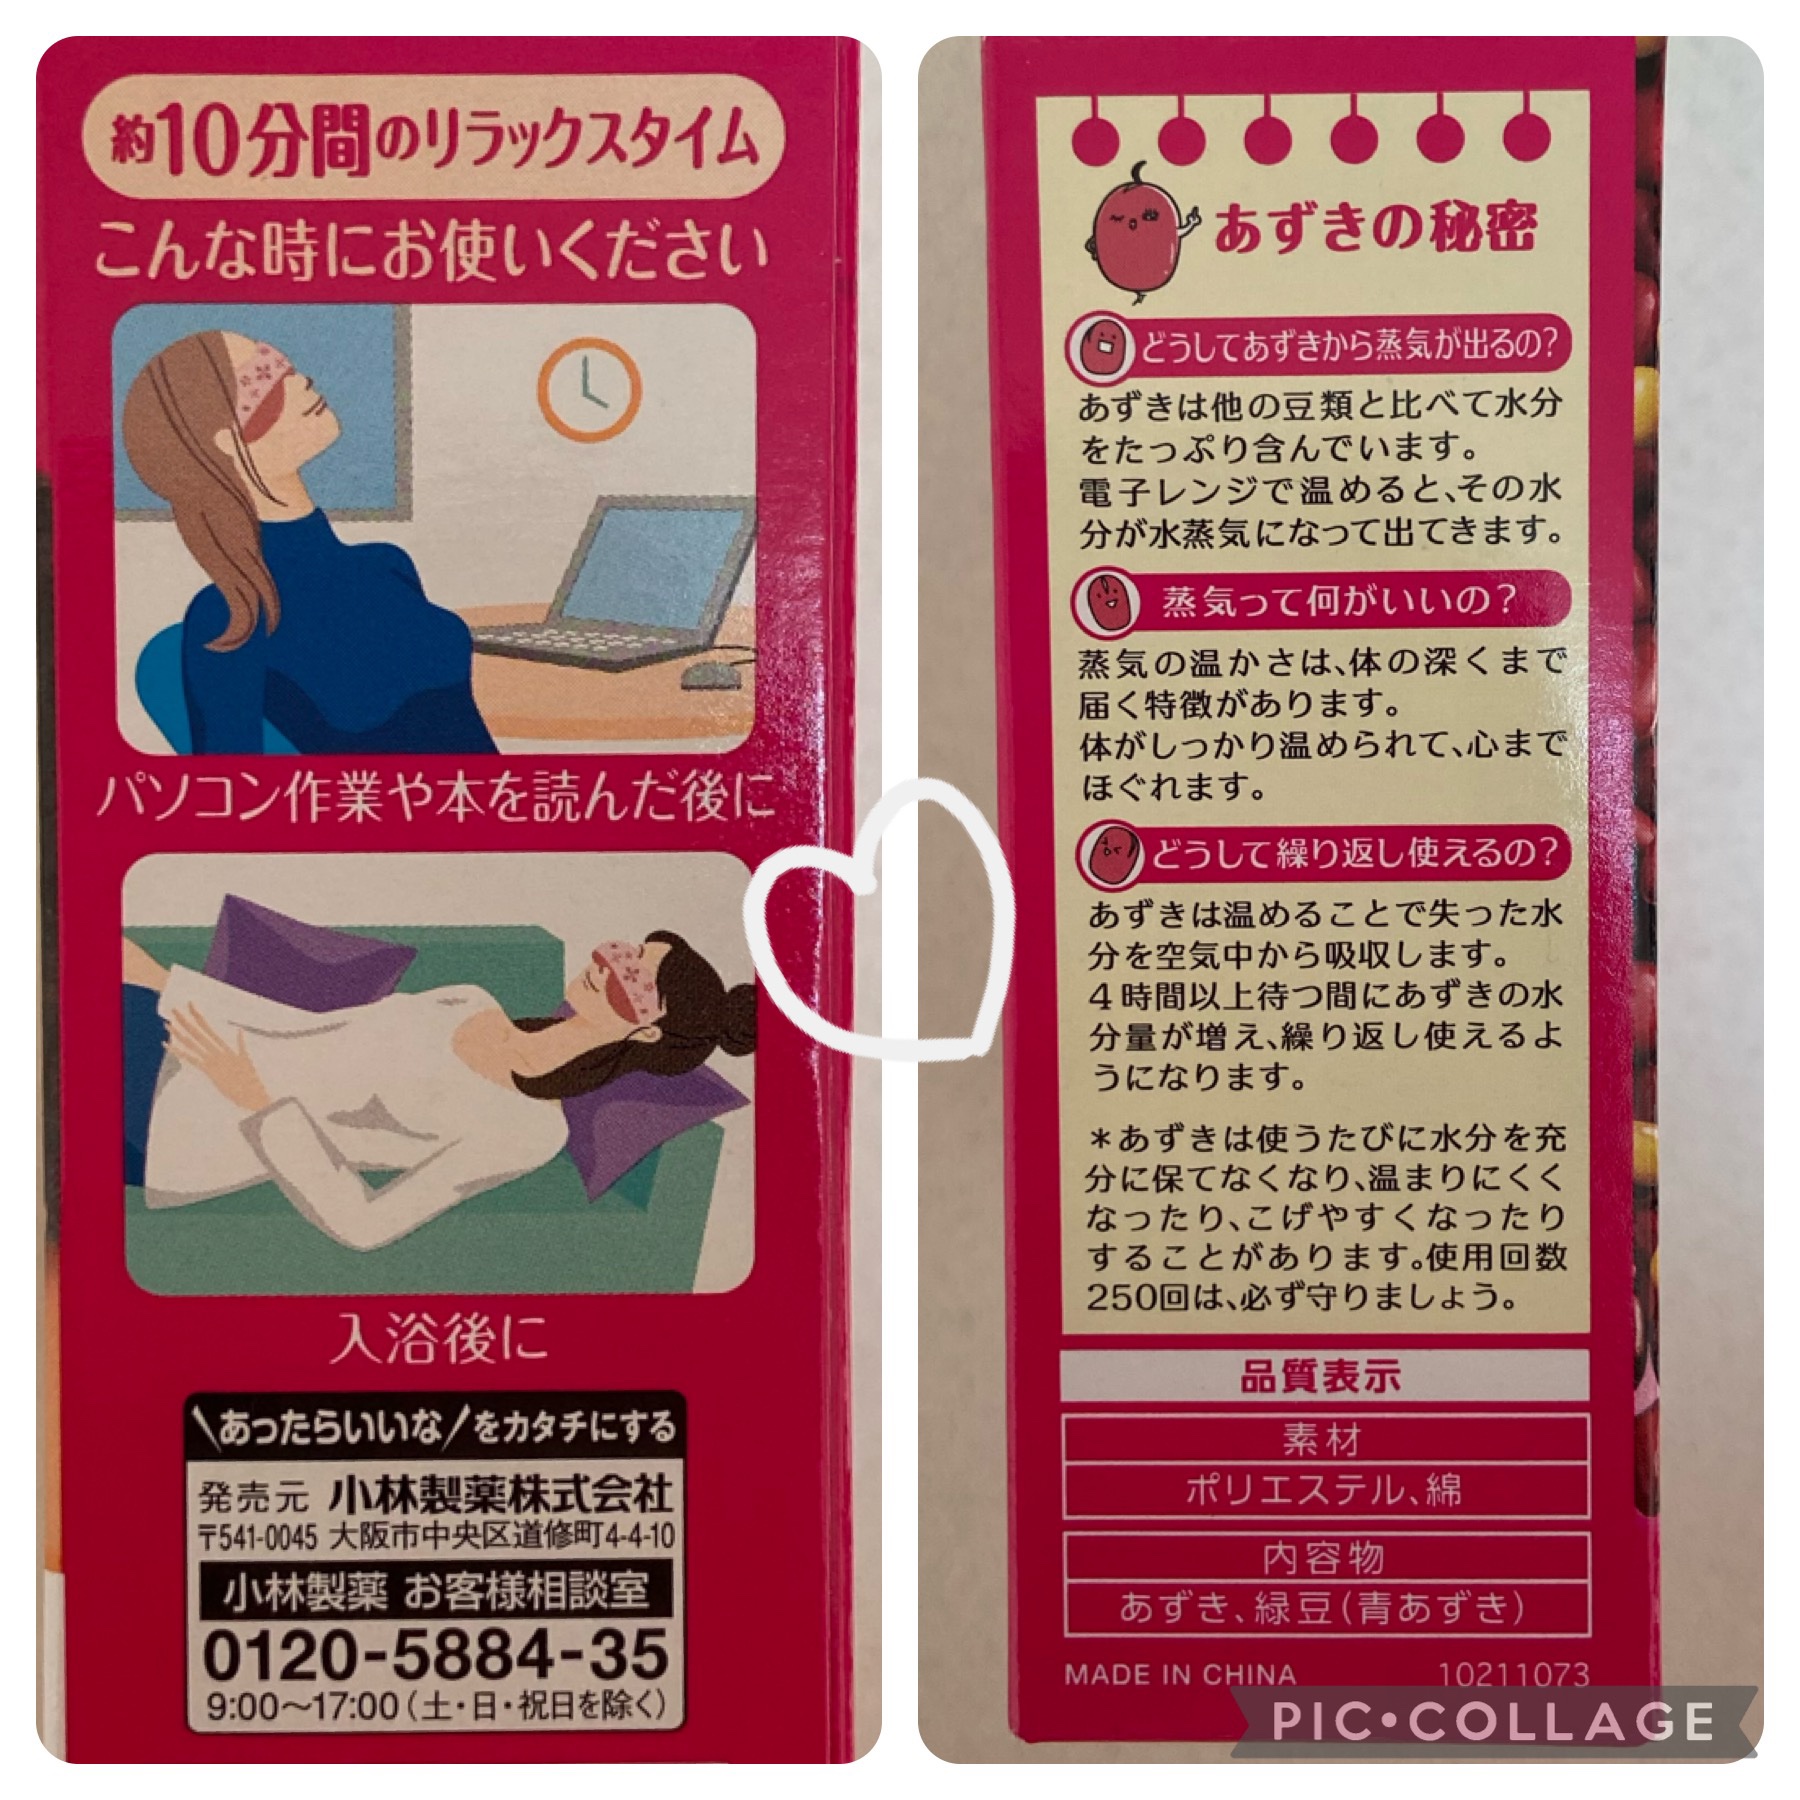 約10分間のリラックスタイム
こんな時にお使いください
パソコン作業や本を読んだ後に
入浴後に
\あったらいいな/をカタチにする
発売元 小林製薬株式会社
〒541-0045 大阪市中央区道修町4-4-10
小林製薬 お客様相談室
0120-5884-35
9:00〜17:00(土・日・祝日を除く)
あずきの秘密
どうしてあずきから蒸気が出るの?
あずきは他の豆類と比べて水分
をたっぷり含んでいます。
電子レンジで温めると、その水
分が水蒸気になって出てきます。
蒸気って何がいいの?
蒸気の温かさは、体の深くまで
届く特徴があります。
体がしっかり温められて、心まで
ほぐれます。
どうして繰り返し使えるの?
あずきは温めることで失った水
分を空気中から吸収します。
4時間以上待つ間にあずきの水
分量が増え、繰り返し使えるよ
うになります。
*あずきは使うたびに水分を充
分に保てなくなり、温まりにくく
なったり、こげやすくなったり
することがあります。使用回数
250回は、必ず守りましょう。
品質表示
素材
ポリエステル、綿
内容物
あずき、緑豆(青あずき)
MADE IN CHINA 10211073
PIC•COLLAGE